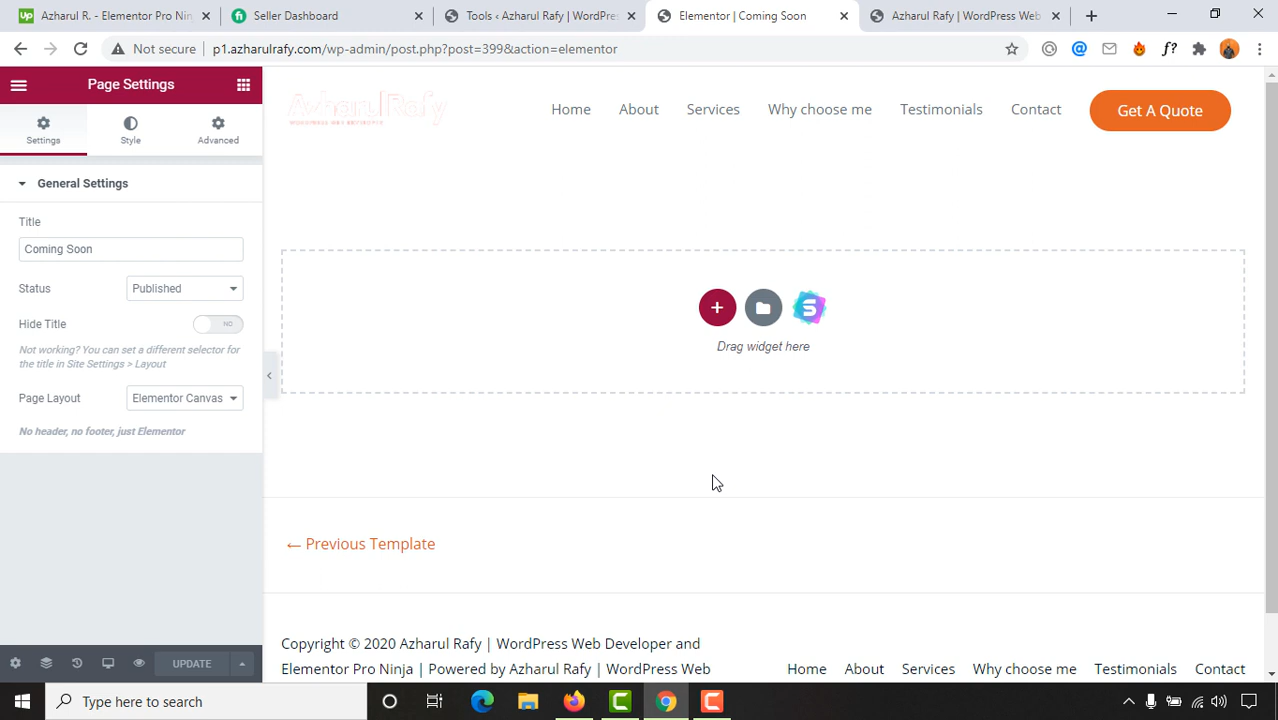 Azharul R. - Elementor Pro Nin
Seller Dashboard
Tools ‹ Azharul Rafy | WordPres
Elementor | Coming Soon
Azharul Rafy | WordPress Web
Not secure
p1.azharulrafy.com/wp-admin/post.php?post=399&action=elementor
Page Settings
Settings
Style
Advanced
General Settings
Title
Coming Soon
Status
Published
Hide Title
NO
Not working? You can set a different selector for
the title in Site Settings > Layout
Page Layout
Elementor Canvas
No header, no footer, just Elementor
UPDATE
Azharul Rafy
Home
About
Services
Why choose me
Testimonials
Contact
Get A Quote
Drag widget here
← Previous Template
Copyright © 2020 Azharul Rafy | WordPress Web Developer and
Elementor Pro Ninja | Powered by Azharul Rafy | WordPress Web
Home
About
Services
Why choose me
Testimonials
Contact
Type here to search